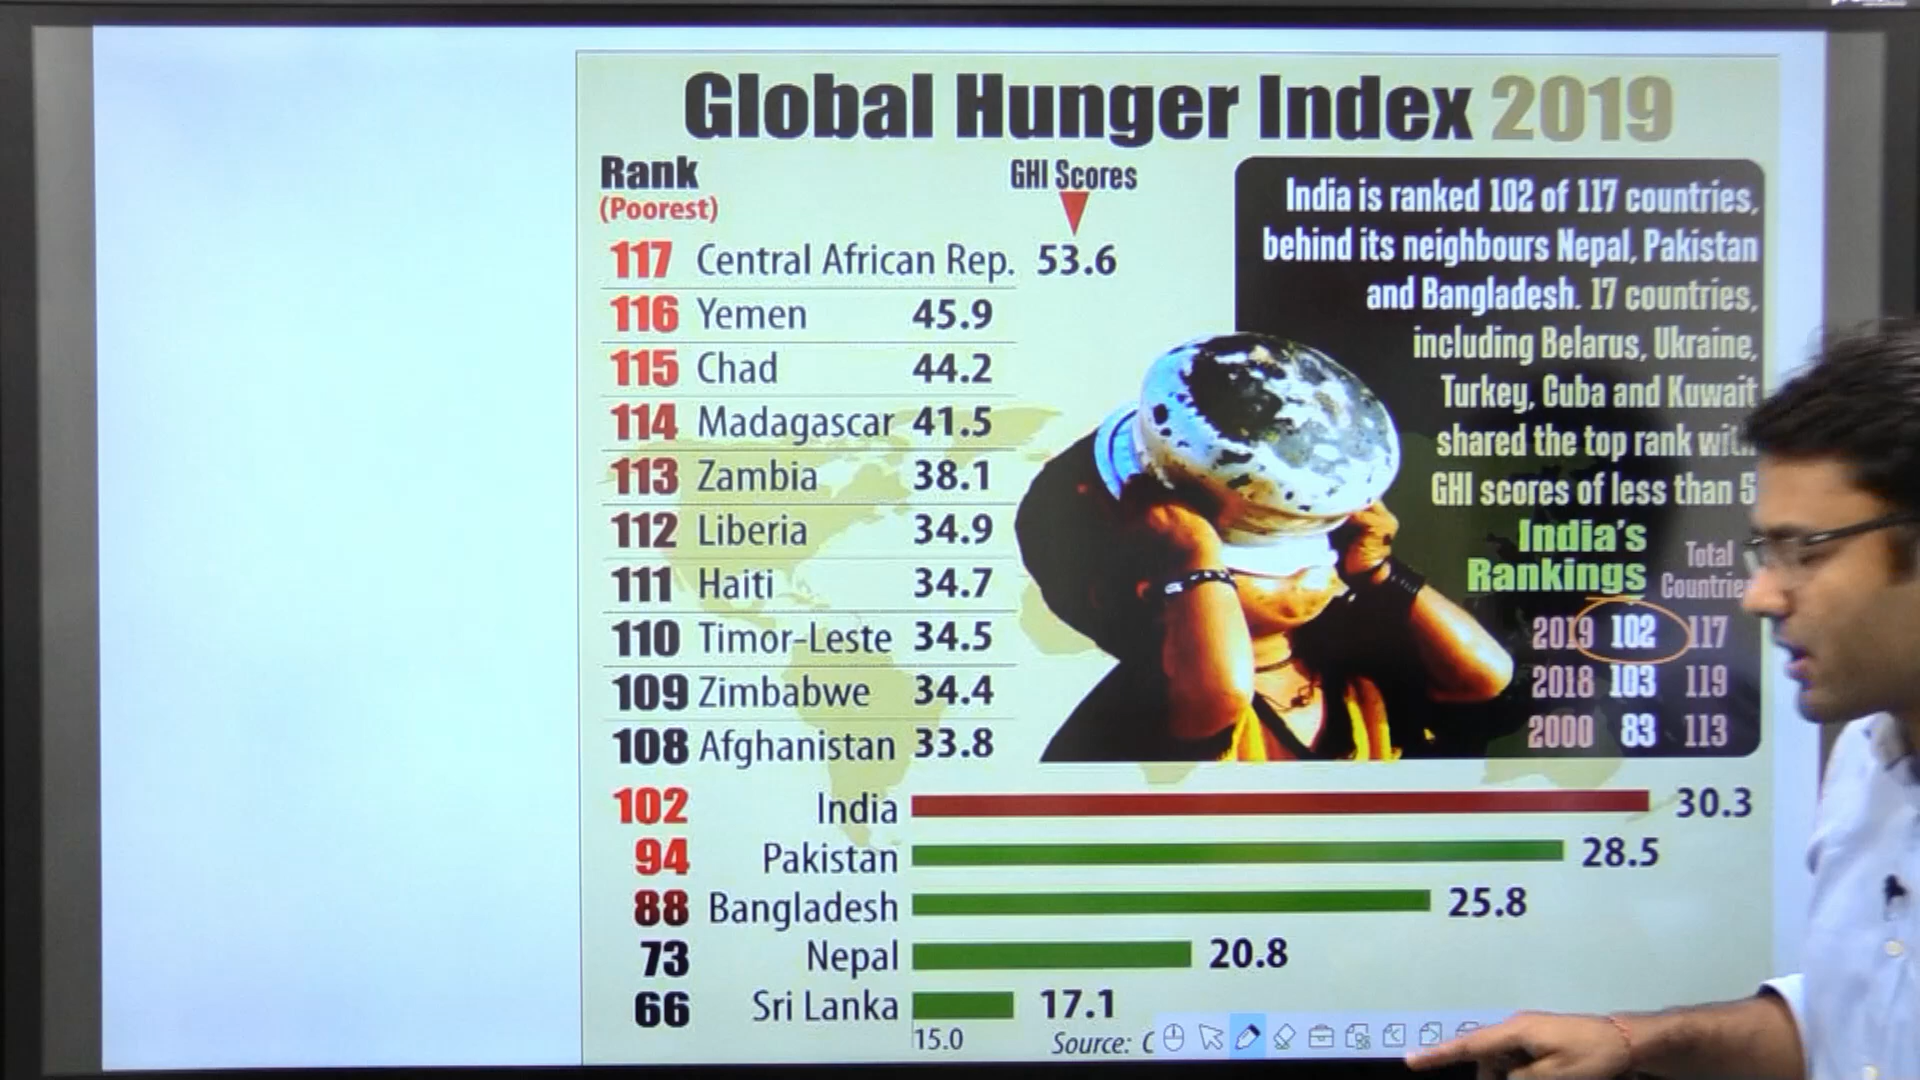 Global Hunger Index 2019
Rank
(Poorest)
GHI Scores
117 Central African Rep. 53.6
116 Yemen 45.9
115 Chad 44.2
114 Madagascar 41.5
113 Zambia 38.1
112 Liberia 34.9
111 Haiti 34.7
110 Timor-Leste 34.5
109 Zimbabwe 34.4
108 Afghanistan 33.8
India is ranked 102 of 117 countries,
behind its neighbours Nepal, Pakistan
and Bangladesh. 17 countries,
including Belarus, Ukraine,
Turkey, Cuba and Kuwait
shared the top rank
GHI scores of less than 5
India's
Rankings
Total
2019 102 117
2018 103 119
2000 83 113
102 India 30.3
94 Pakistan 28.5
88 Bangladesh 25.8
73 Nepal 20.8
66 Sri Lanka 17.1
15.0
Source: